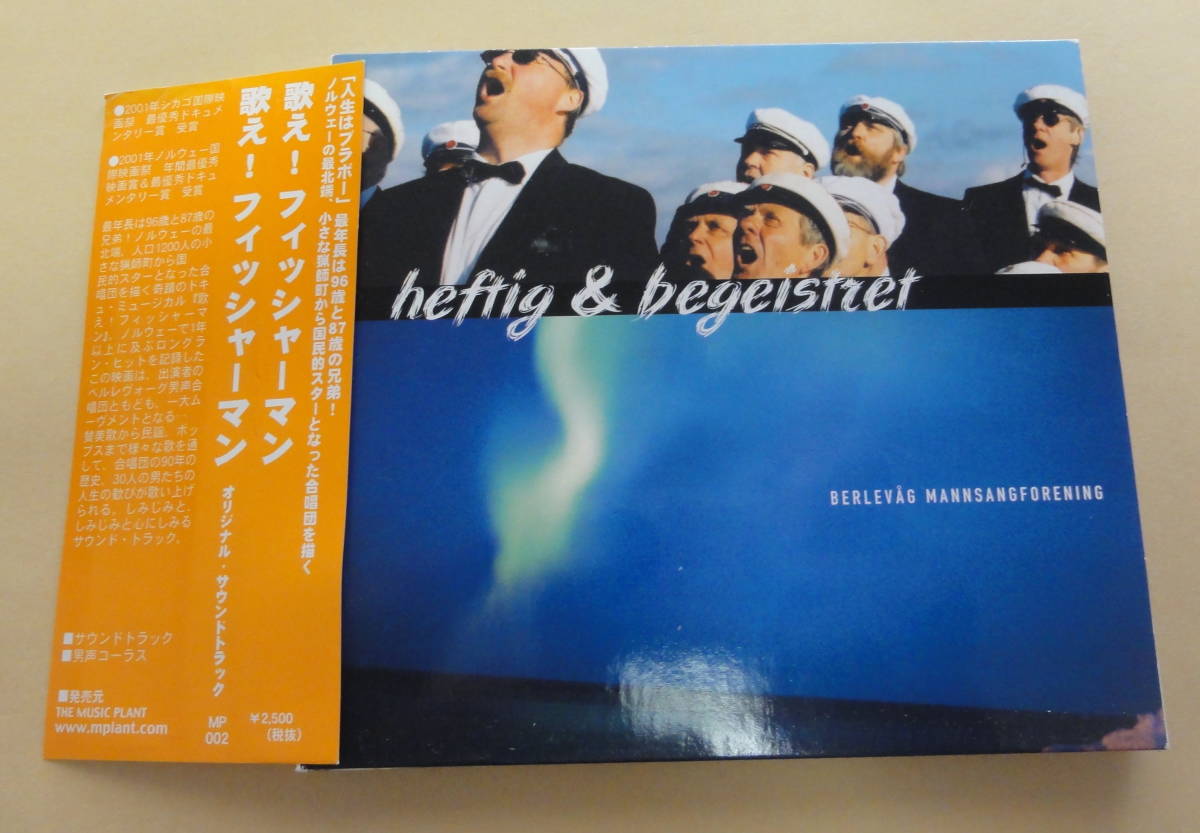 ●2001年シカゴ国際映
画祭　最優秀ドキュメ
ンタリー賞　受賞
●2001年ノルウェー国
際映画祭　年間最優秀
映画賞&最優秀ドキュ
メンタリー賞　受賞
最年長は96歳と87歳の
兄弟！ノルウェーの最
北端、人口1200人の小
さな猟師町から国
民的スターとなった合
唱団を描く奇蹟のドキ
ュ・ミュージカル『歌
え！フィッシャーマ
ン』。ノルウェーで1年
以上に及ぶロングラ
ン・ヒットを記録した
この映画は、出演者の
ベルレヴォーグ男声合
唱団ともども、一大ム
ーヴメントとなる…
賛美歌から民謡、ポッ
プスまで様々な歌を通
して、合唱団の90年の
歴史、30人の男たちの
人生の歓びが歌い上げ
られる。しみじみと、
しみじみと心にしみる
サウンド・トラック。
■サウンドトラック
■男声コーラス
■発売元
THE MUSIC PLANT
www.mplant.com
「人生はブラボー」最年長は96歳と87歳の兄弟！
ノルウェーの最北端、小さな猟師町から国民的スターとなった合唱団を描く
歌え！フィッシャーマン
歌え！フィッシャーマン
オリジナル・サウンドトラック
MP
002
￥2,500
(税抜)
heftig & begeistret
BERLEVÅG MANNSANGFORENING